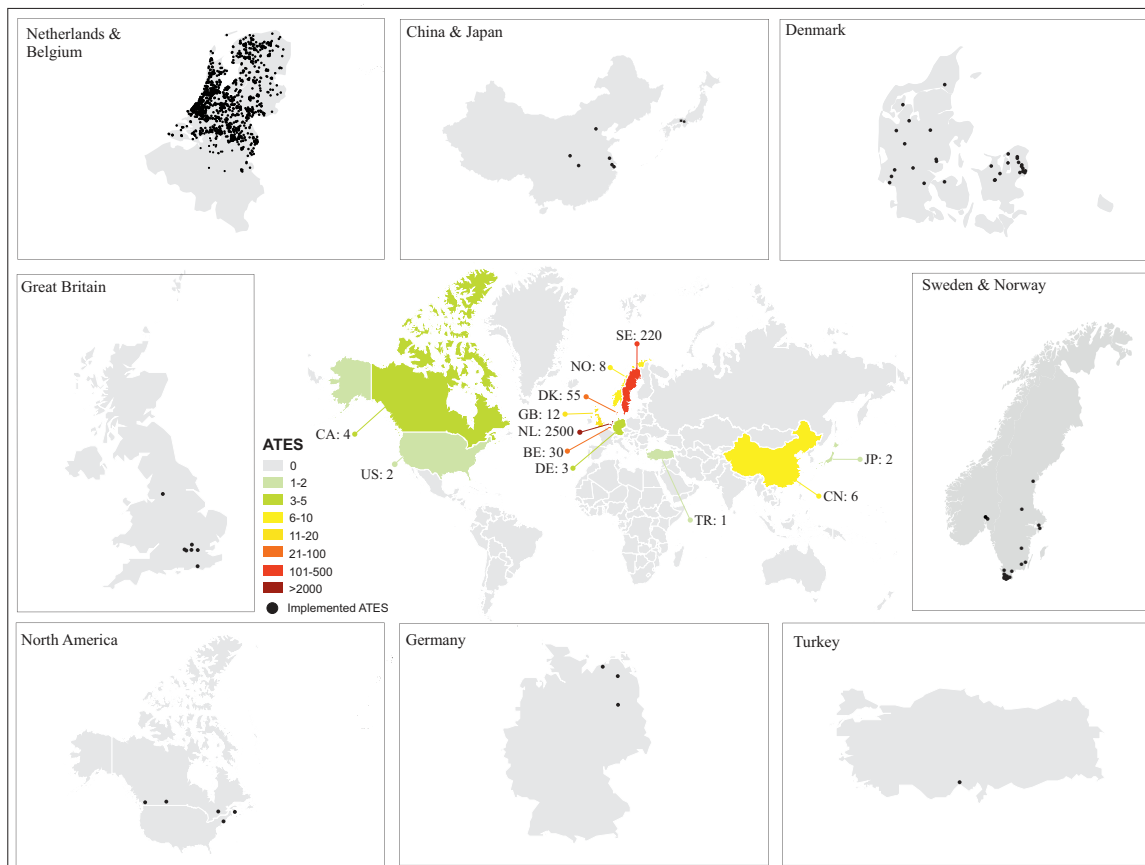 Netherlands &
Belgium
China & Japan
Denmark
Great Britain
Sweden & Norway
SE: 220
NO: 8
DK: 55
GB: 12
NL: 2500
BE: 30
DE: 3
CA: 4
US: 2
TR: 1
CN: 6
JP: 2
ATES
0
1-2
3-5
6-10
11-20
21-100
101-500
>2000
Implemented ATES
North America
Germany
Turkey